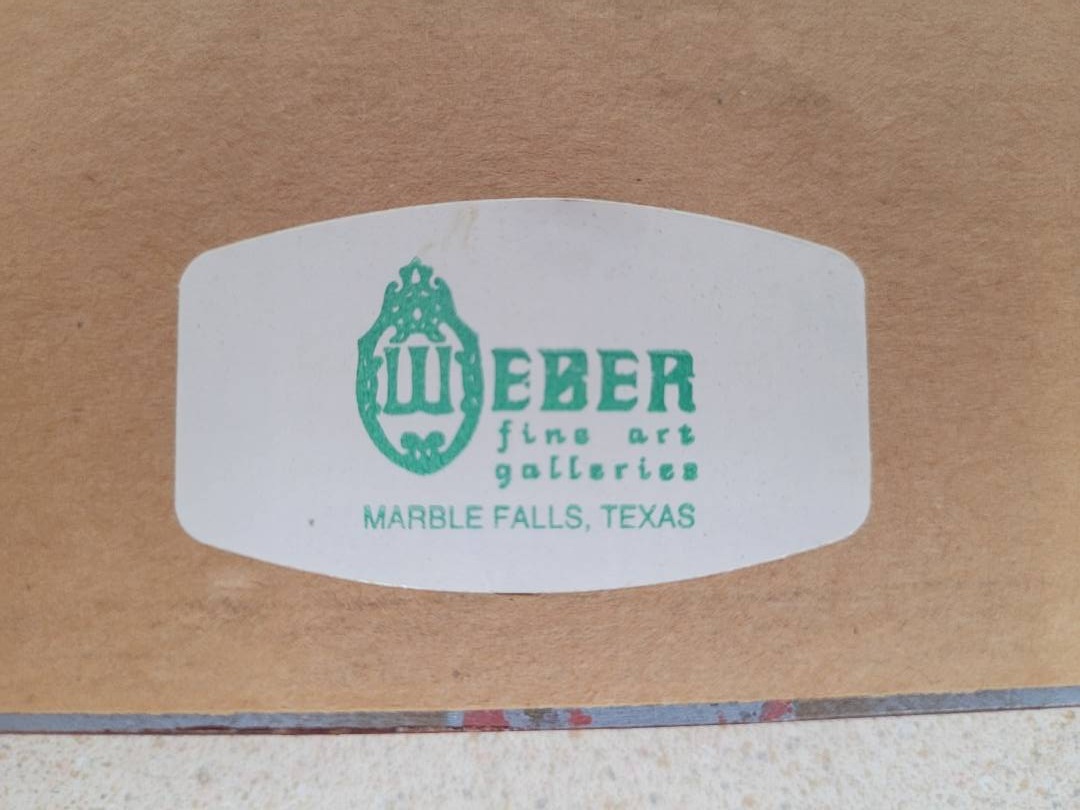 WEBER
fine art
galleries
MARBLE FALLS, TEXAS